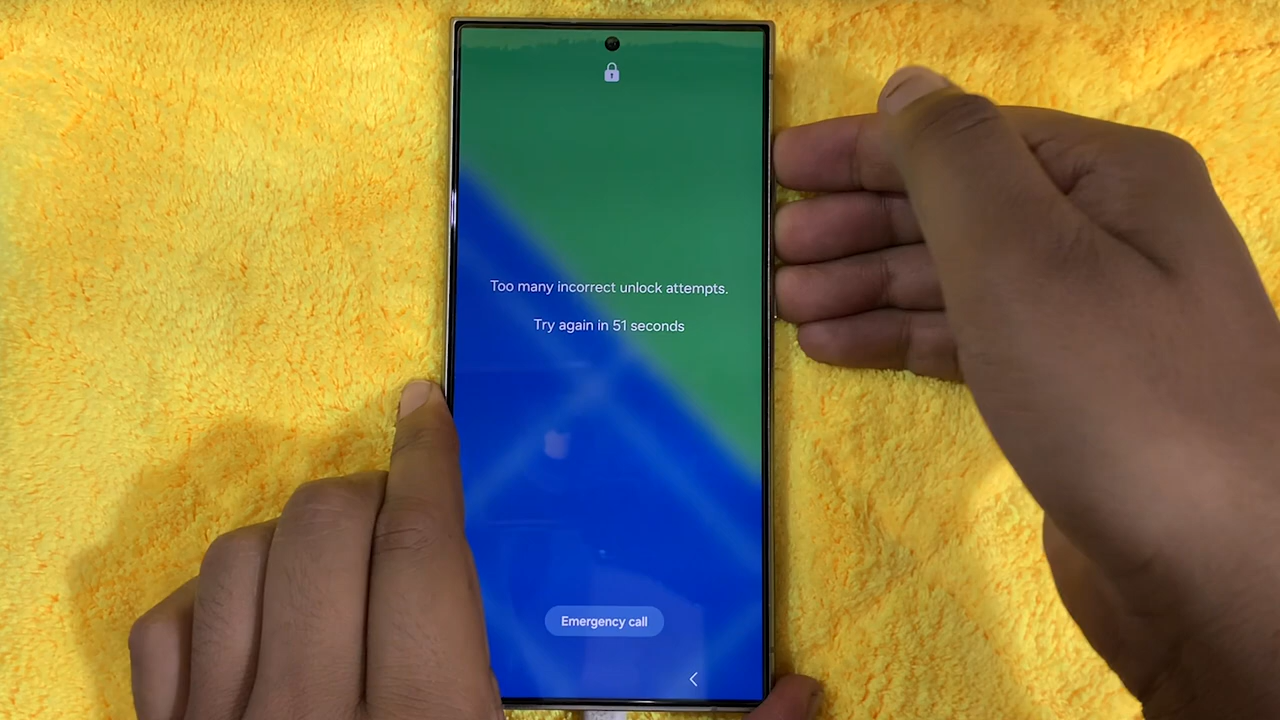 Too many incorrect unlock attempts.
Try again in 51 seconds
Emergency call